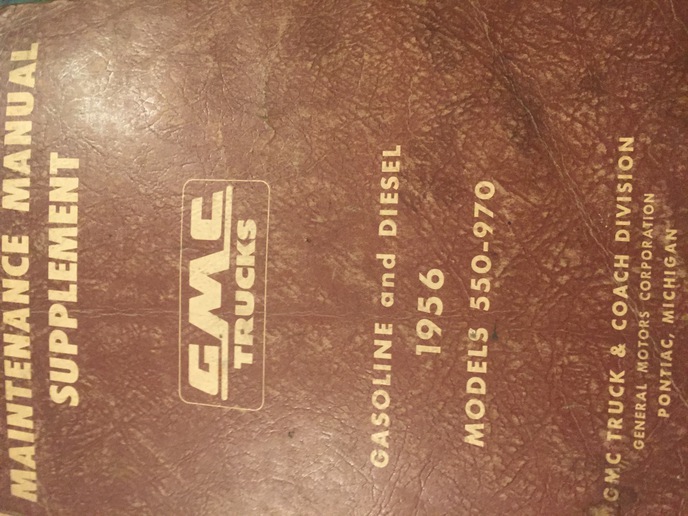 MAINTENANCE MANUAL
SUPPLEMENT
GMC
TRUCKS
GASOLINE and DIESEL
1956
MODELS 550-970
GMC TRUCK & COACH DIVISION
GENERAL MOTORS CORPORATION
PONTIAC, MICHIGAN